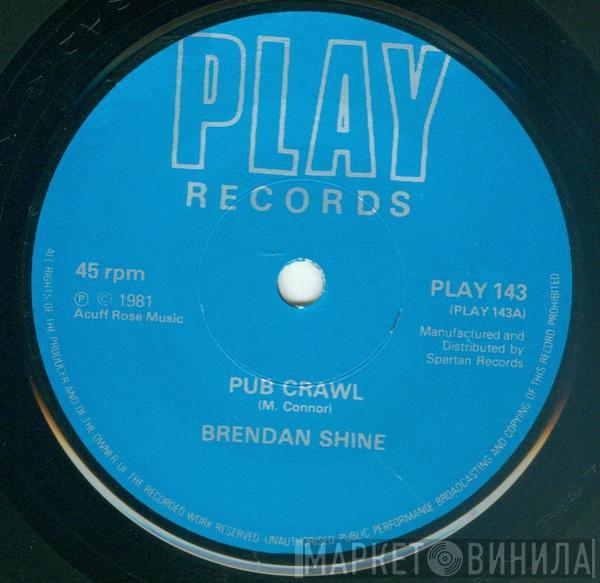 PLAY
RECORDS
45 rpm
Ⓟ © 1981
Acuff Rose Music
PLAY 143
(PLAY 143A)
Manufactured and
Distributed by
Spartan Records
PUB CRAWL
(M. Connor)
BRENDAN SHINE
ALL RIGHTS OF THE PRODUCER AND OF THE OWNER OF THE RECORDED WORK RESERVED UNAUTHORISED PUBLIC PERFORMANCE BROADCASTING AND COPYING OF THIS RECORD PROHIBITED
МАРКЕТ ВИНИЛА